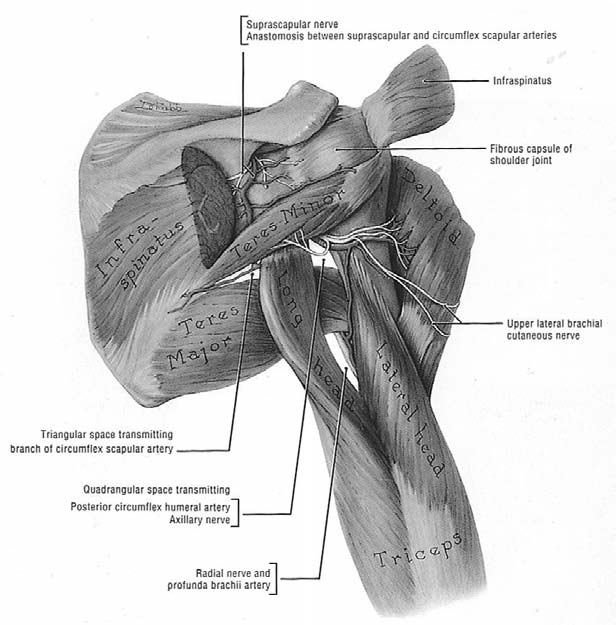 Suprascapular nerve
Anastomosis between suprascapular and circumflex scapular arteries
Infraspinatus
Fibrous capsule of
shoulder joint
Deltoid
Teres Minor
Infra-
spinatus
Teres
Major
Long
head
Lateral head
Upper lateral brachial
cutaneous nerve
Triangular space transmitting
branch of circumflex scapular artery
Quadrangular space transmitting
Posterior circumflex humeral artery
Axillary nerve
Triceps
Radial nerve and
profunda brachii artery